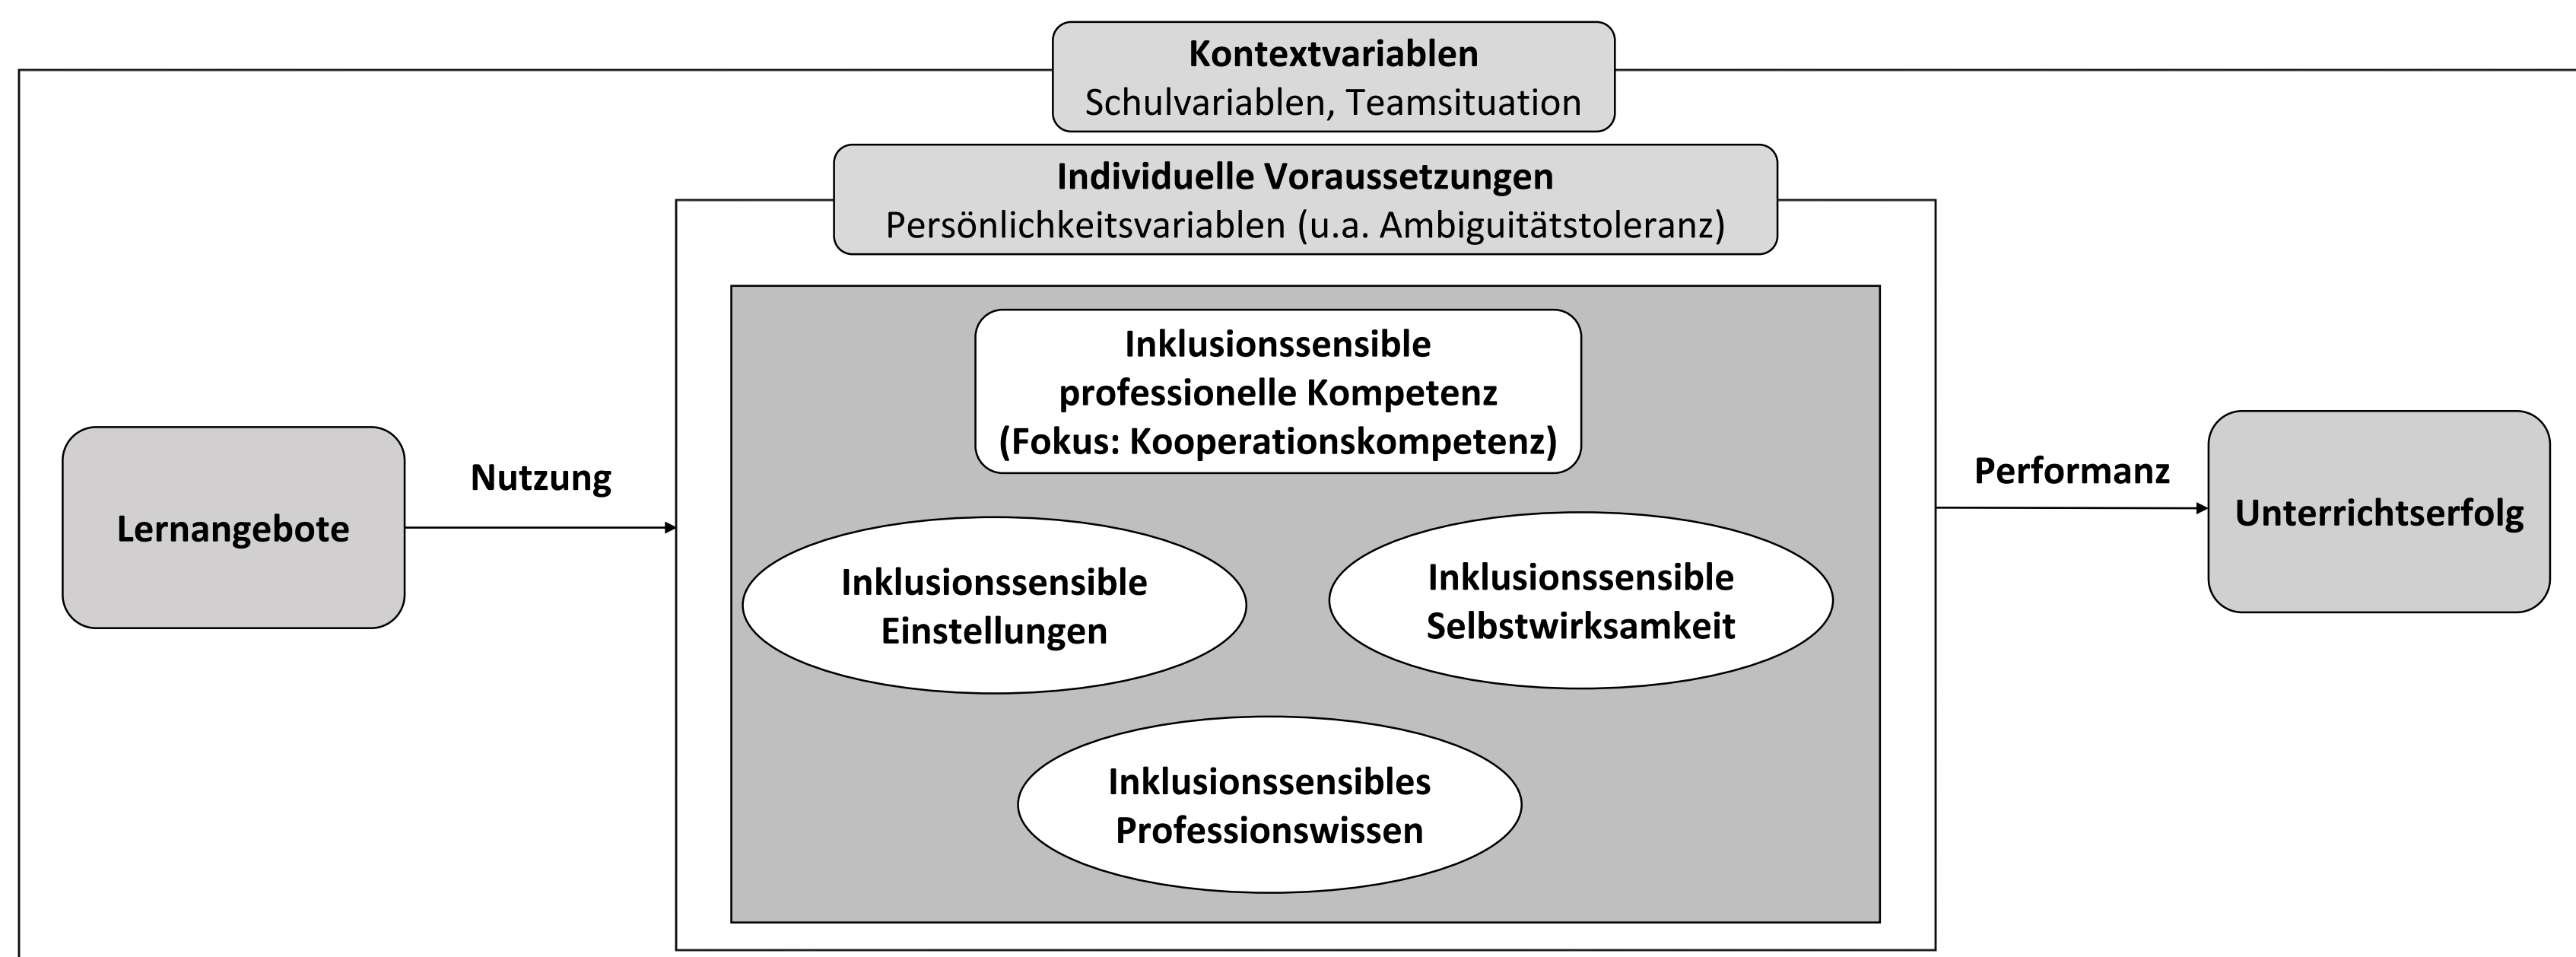 Kontextvariablen
Schulvariablen, Teamsituation
Individuelle Voraussetzungen
Persönlichkeitsvariablen (u.a. Ambiguitätstoleranz)
Inklusionssensible
professionelle Kompetenz
(Fokus: Kooperationskompetenz)
Lernangebote
Nutzung
Inklusionssensible
Einstellungen
Inklusionssensible
Selbstwirksamkeit
Inklusionssensibles
Professionswissen
Performanz
Unterrichtserfolg